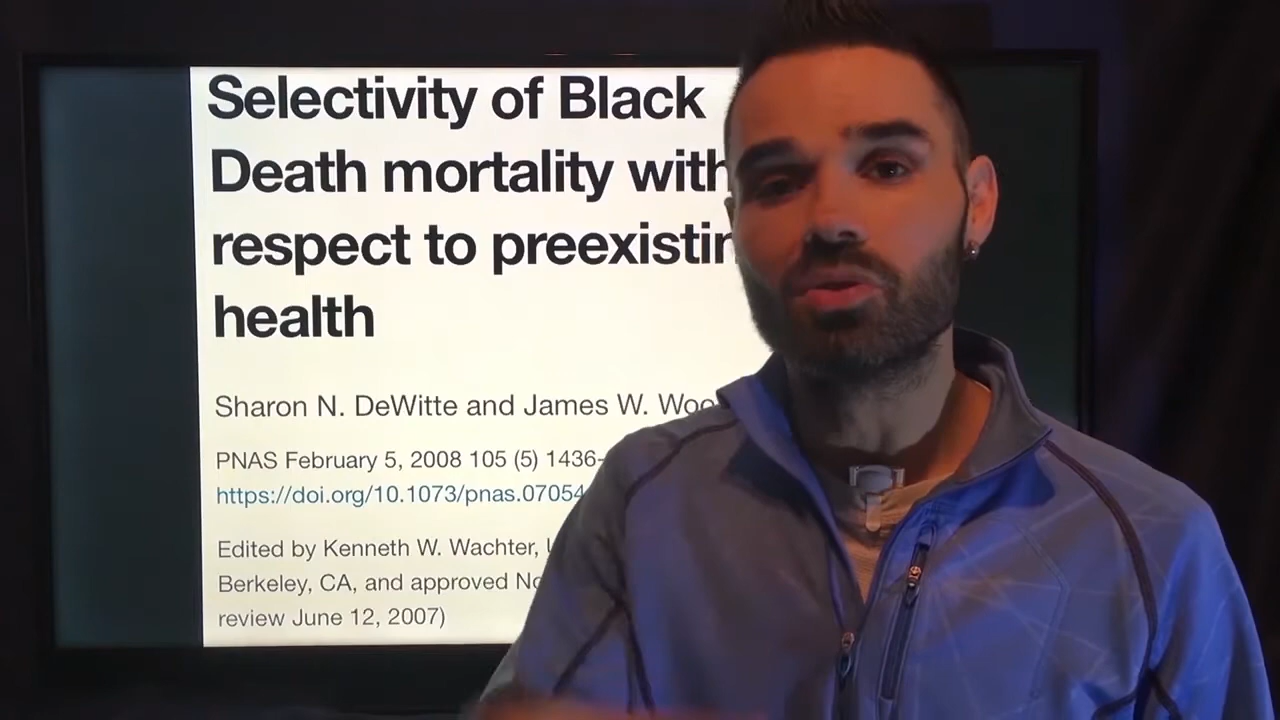 Selectivity of Black
Death mortality with
respect to preexistin
health
Sharon N. DeWitte and James W. Woo
PNAS February 5, 2008 105 (5) 1436-
https://doi.org/10.1073/pnas.07054
Edited by Kenneth W. Wachter,
Berkeley, CA, and approved No
review June 12, 2007)